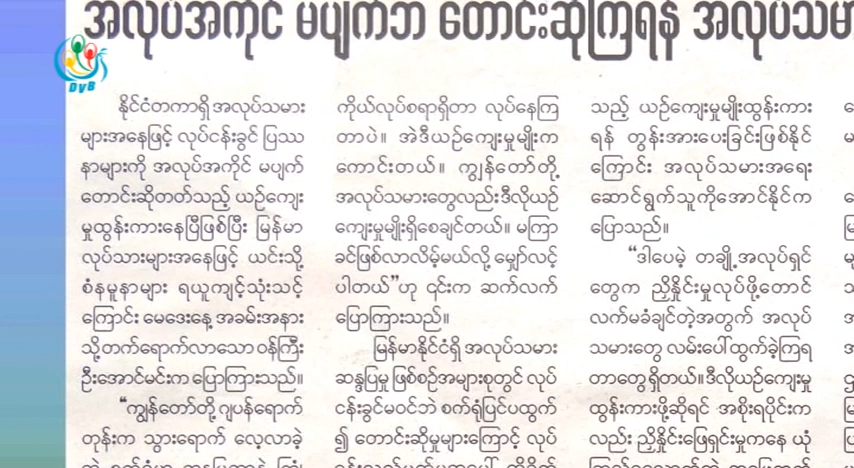 အလုပ်အကိုင် မပျက်ဘဲ တောင်းဆိုကြရန် အလုပ်သမာ
DVB
နိုင်ငံတကာရှိ အလုပ်သမား
များအနေဖြင့် လုပ်ငန်းခွင် ပြဿ
နာများကို အလုပ်အကိုင် မပျက်
တောင်းဆိုတတ်သည့် ယဉ်ကျေး
မှုထွန်းကားနေပြီဖြစ်ပြီး မြန်မာ
လုပ်သားများအနေဖြင့် ယင်းသို့
စံနမူနာများ ရယူကျင့်သုံးသင့်
ကြောင်း မေဒေးနေ့ အခမ်းအနား
သို့တက်ရောက်လာသော ဝန်ကြီး
ဦးအောင်မင်းက ပြောကြားသည်။
“ကျွန်တော်တို့ ဂျပန်ရောက်
တုန်းက သွားရောက် လေ့လာခဲ့
ကိုယ်လုပ်စရာရှိတာ လုပ်နေကြ
တာပဲ။ အဲဒီယဉ်ကျေးမှုမျိုးက
ကောင်းတယ်။ ကျွန်တော်တို့
အလုပ်သမားတွေလည်းဒီလိုယဉ်
ကျေးမှုမျိုးရှိစေချင်တယ်။ မကြာ
ခင်ဖြစ်လာလိမ့်မယ်လို့ မျှော်လင့်
ပါတယ်”ဟု ၎င်းက ဆက်လက်
ပြောကြားသည်။
မြန်မာနိုင်ငံရှိ အလုပ်သမား
ဆန္ဒပြမှု ဖြစ်စဉ်အများစုတွင် လုပ်
ငန်းခွင်မဝင်ဘဲ စက်ရုံပြင်ပထွက်
၍ တောင်းဆိုမှုများကြောင့် လုပ်
သည့် ယဉ်ကျေးမှုမျိုးထွန်းကား
ရန် တွန်းအားပေးခြင်းဖြစ်နိုင်
ကြောင်း အလုပ်သမားအရေး
ဆောင်ရွက်သူကိုအောင်နိုင်က
ပြောသည်။
“ဒါပေမဲ့ တချို့အလုပ်ရှင်
တွေက ညှိနှိုင်းမှုလုပ်ဖို့တောင်
လက်မခံချင်တဲ့အတွက် အလုပ်
သမားတွေ လမ်းပေါ်ထွက်ခဲ့ကြရ
တာတွေရှိတယ်။ဒီလိုယဉ်ကျေးမှု
ထွန်းကားဖို့ဆိုရင် အစိုးရပိုင်းက
လည်း ညှိနှိုင်းဖြေရှင်းမှုကနေ ယုံ